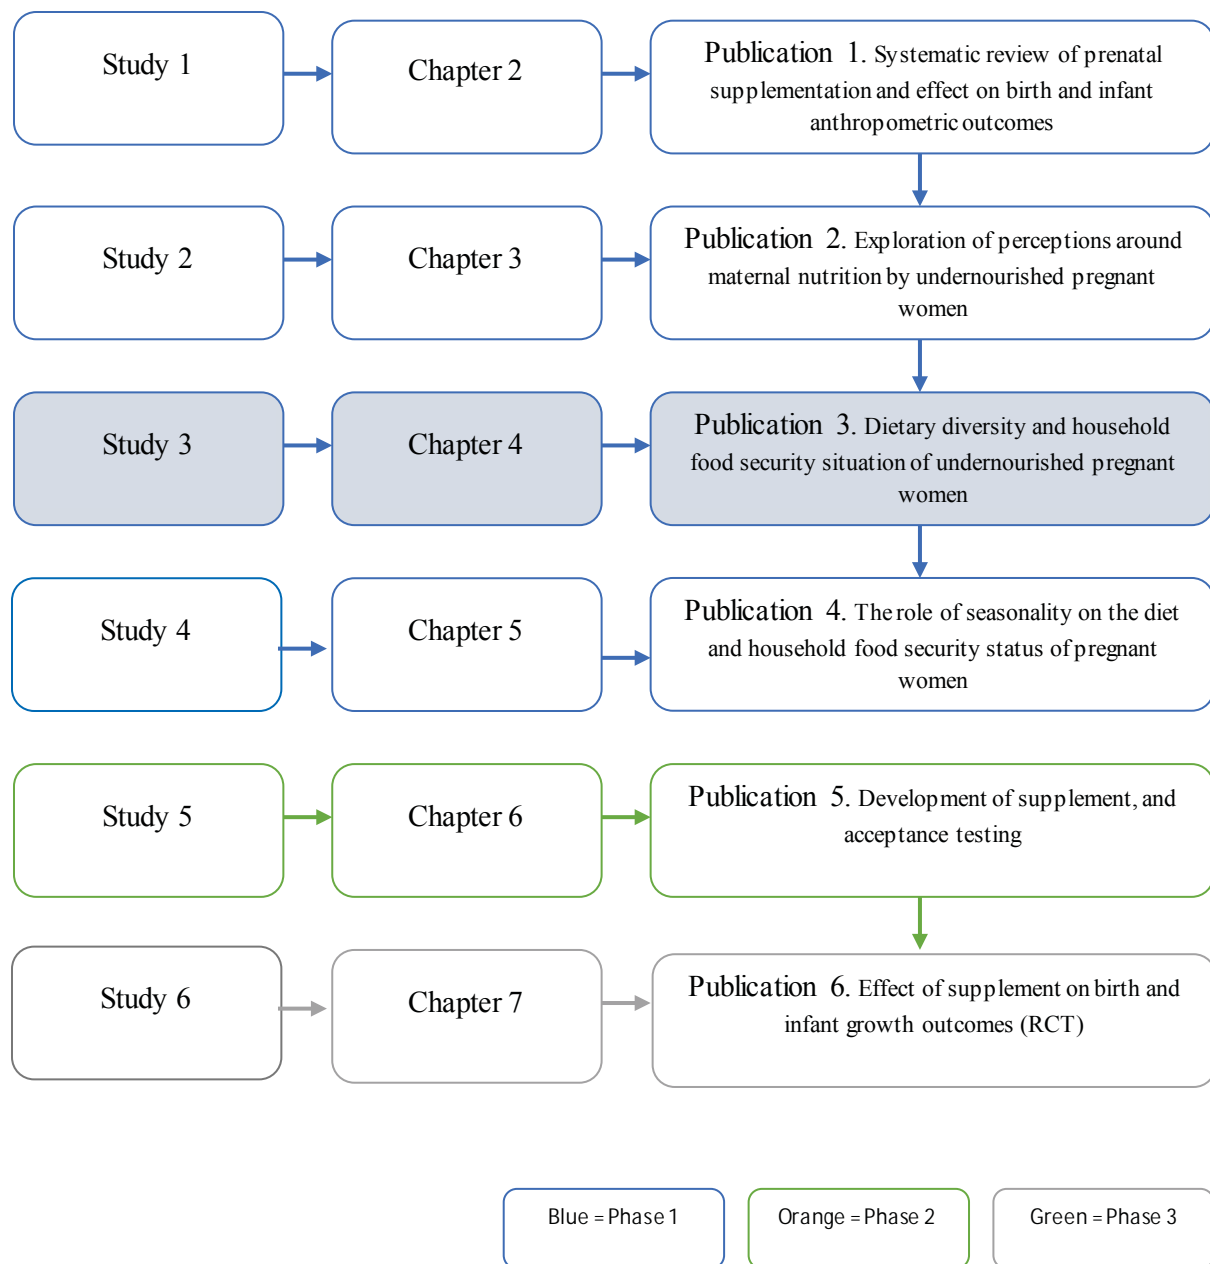 Study 1
Chapter 2
Publication 1. Systematic review of prenatal
supplementation and effect on birth and infant
anthropometric outcomes
Study 2
Chapter 3
Publication 2. Exploration of perceptions around
maternal nutrition by undernourished pregnant
women
Study 3
Chapter 4
Publication 3. Dietary diversity and household
food security situation of undernourished pregnant
women
Study 4
Chapter 5
Publication 4. The role of seasonality on the diet
and household food security status of pregnant
women
Study 5
Chapter 6
Publication 5. Development of supplement, and
acceptance testing
Study 6
Chapter 7
Publication 6. Effect of supplement on birth and
infant growth outcomes (RCT)
Blue = Phase 1
Orange = Phase 2
Green = Phase 3